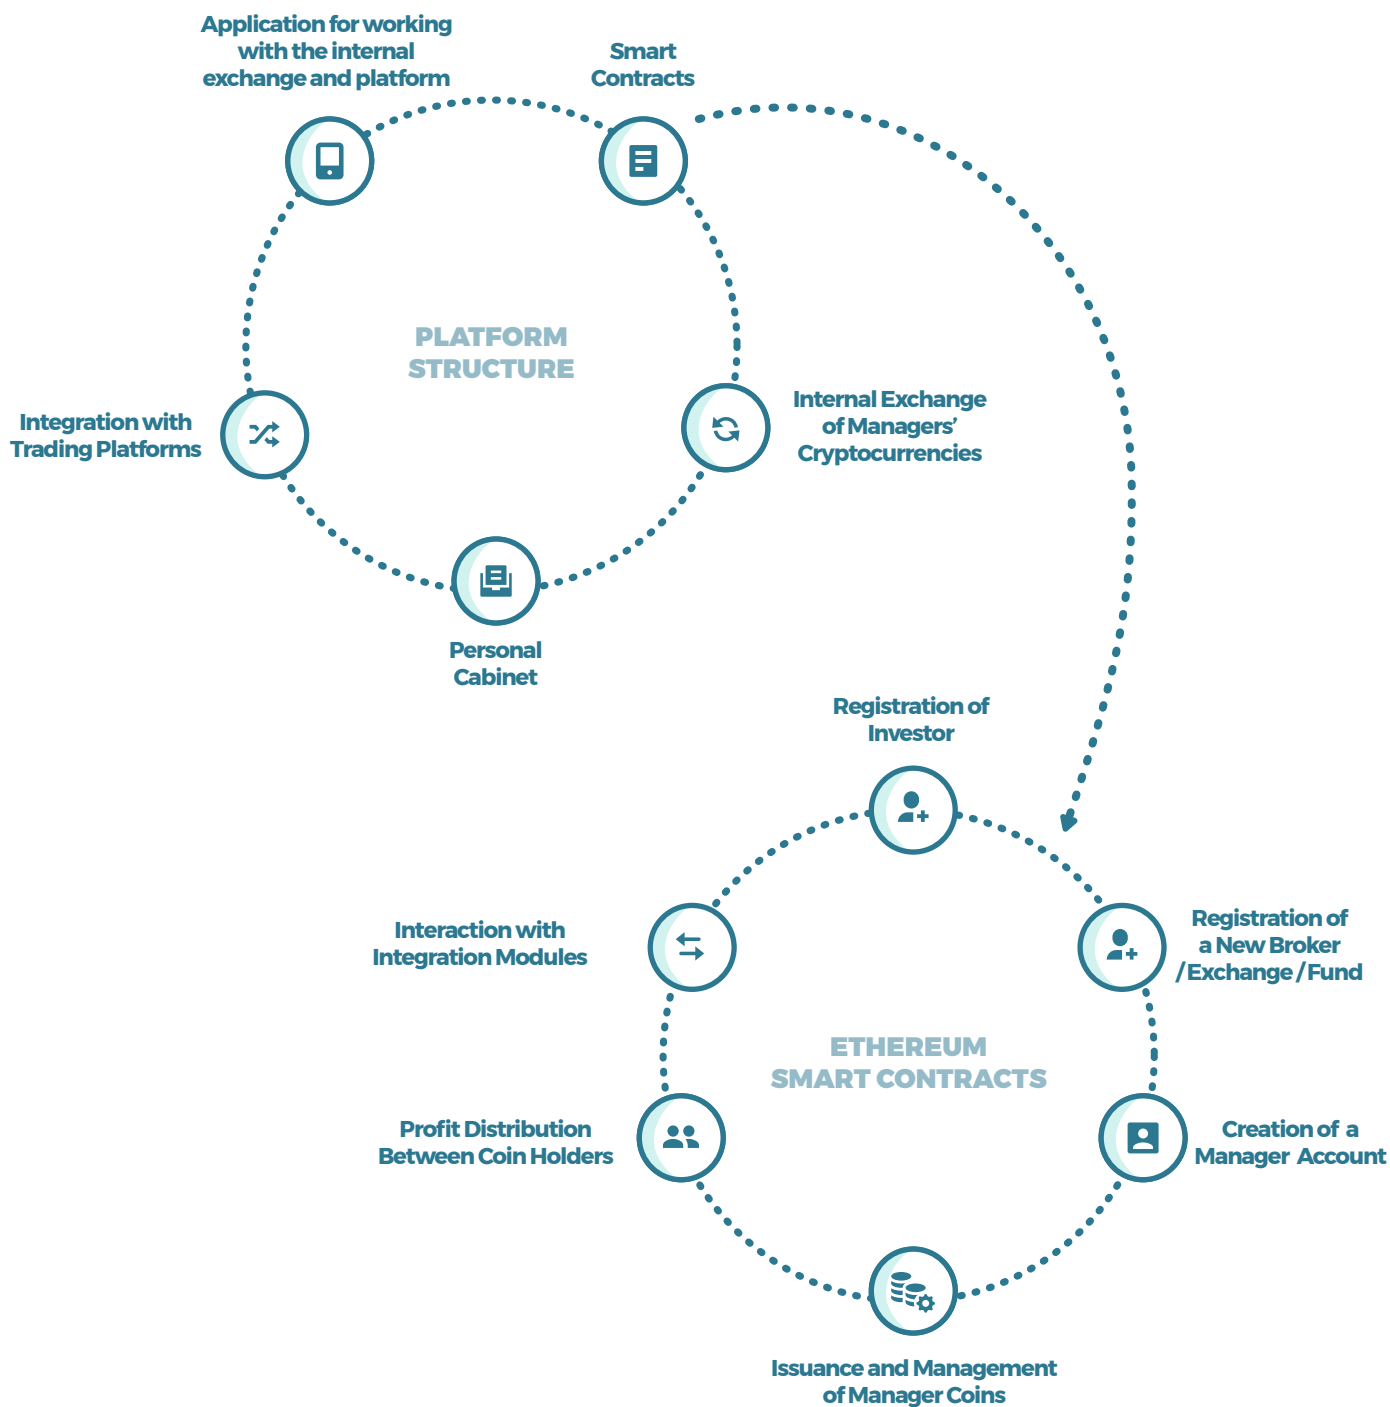 Application for working
with the internal
exchange and platform
Smart
Contracts
PLATFORM
STRUCTURE
Internal Exchange
of Managers’
Cryptocurrencies
Integration with
Trading Platforms
Personal
Cabinet
Registration of
Investor
Interaction with
Integration Modules
Registration of
a New Broker
/ Exchange / Fund
ETHEREUM
SMART CONTRACTS
Profit Distribution
Between Coin Holders
Creation of a
Manager Account
Issuance and Management
of Manager Coins